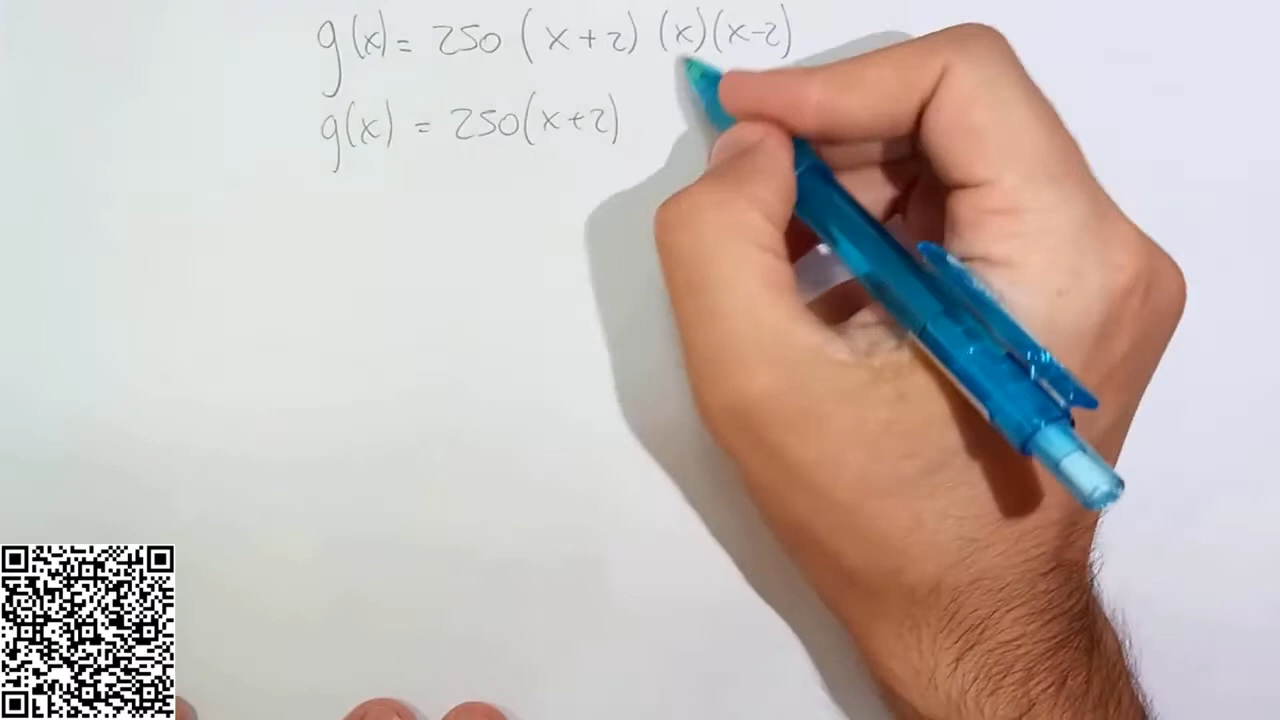 g(x) = 250 (x+2) (x)(x-2)
g(x) = 250(x+2)